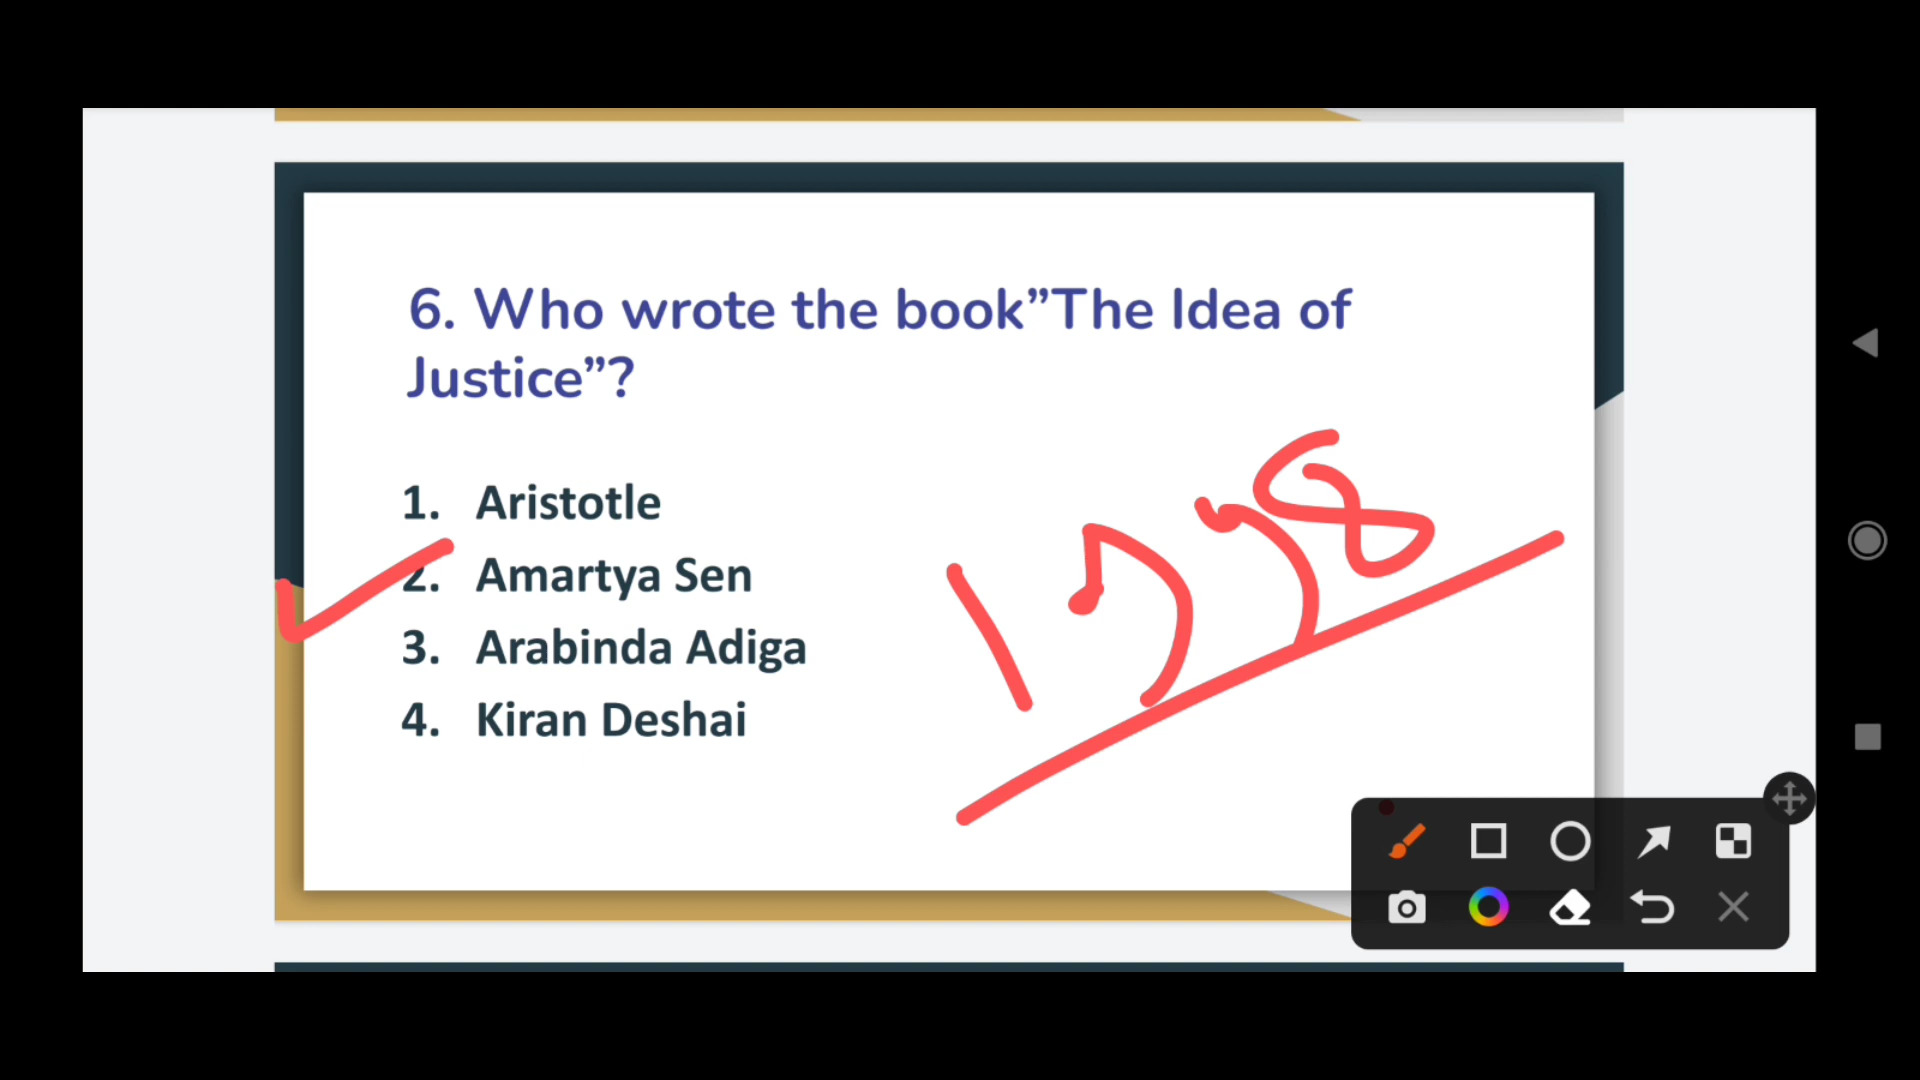 6. Who wrote the book”The Idea of
Justice”?
1. Aristotle
2. Amartya Sen
3. Arabinda Adiga
4. Kiran Deshai